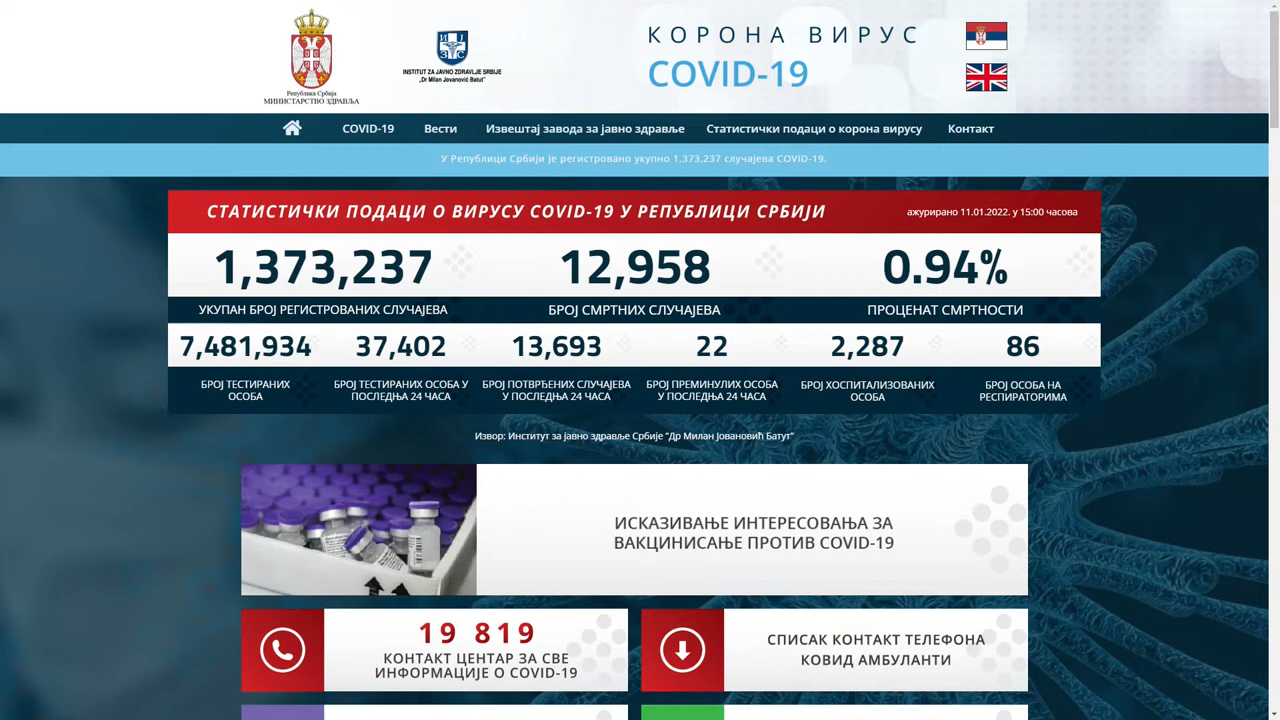 Република Србија
МИНИСТАРСТВО ЗДРАВЉА
ИЈ
ЗС
INSTITUT ZA JAVNO ZDRAVLJE SRBIJE
„Dr Milan Jovanović Batut"
КОРОНА ВИРУС
COVID-19
COVID-19 Вести Извештај завода за јавно здравље Статистички подаци о корона вирусу Контакт
У Републици Србији је регистровано укупно 1,373,237 случајева COVID-19.
СТАТИСТИЧКИ ПОДАЦИ О ВИРУСУ COVID-19 У РЕПУБЛИЦИ СРБИЈИ
ажурирано 11.01.2022. у 15:00 часова
1,373,237 12,958 0.94%
УКУПАН БРОЈ РЕГИСТРОВАНИХ СЛУЧАЈЕВА БРОЈ СМРТНИХ СЛУЧАЈЕВА ПРОЦЕНАТ СМРТНОСТИ
7,481,934 37,402 13,693 22 2,287 86
БРОЈ ТЕСТИРАНИХ
ОСОБА
БРОЈ ТЕСТИРАНИХ ОСОБА У
ПОСЛЕДЊА 24 ЧАСА
БРОЈ ПОТВРЂЕНИХ СЛУЧАЈЕВА
У ПОСЛЕДЊА 24 ЧАСА
БРОЈ ПРЕМИНУЛИХ ОСОБА
У ПОСЛЕДЊА 24 ЧАСА
БРОЈ ХОСПИТАЛИЗОВАНИХ
ОСОБА
БРОЈ ОСОБА НА
РЕСПИРАТОРИМА
Извор: Институт за јавно здравље Србије "Др Милан Јовановић Батут"
ИСКАЗИВАЊЕ ИНТЕРЕСОВАЊА ЗА
ВАКЦИНИСАЊЕ ПРОТИВ COVID-19
19 819
КОНТАКТ ЦЕНТАР ЗА СВЕ
ИНФОРМАЦИЈЕ О COVID-19
СПИСАК КОНТАКТ ТЕЛЕФОНА
КОВИД АМБУЛАНТИ